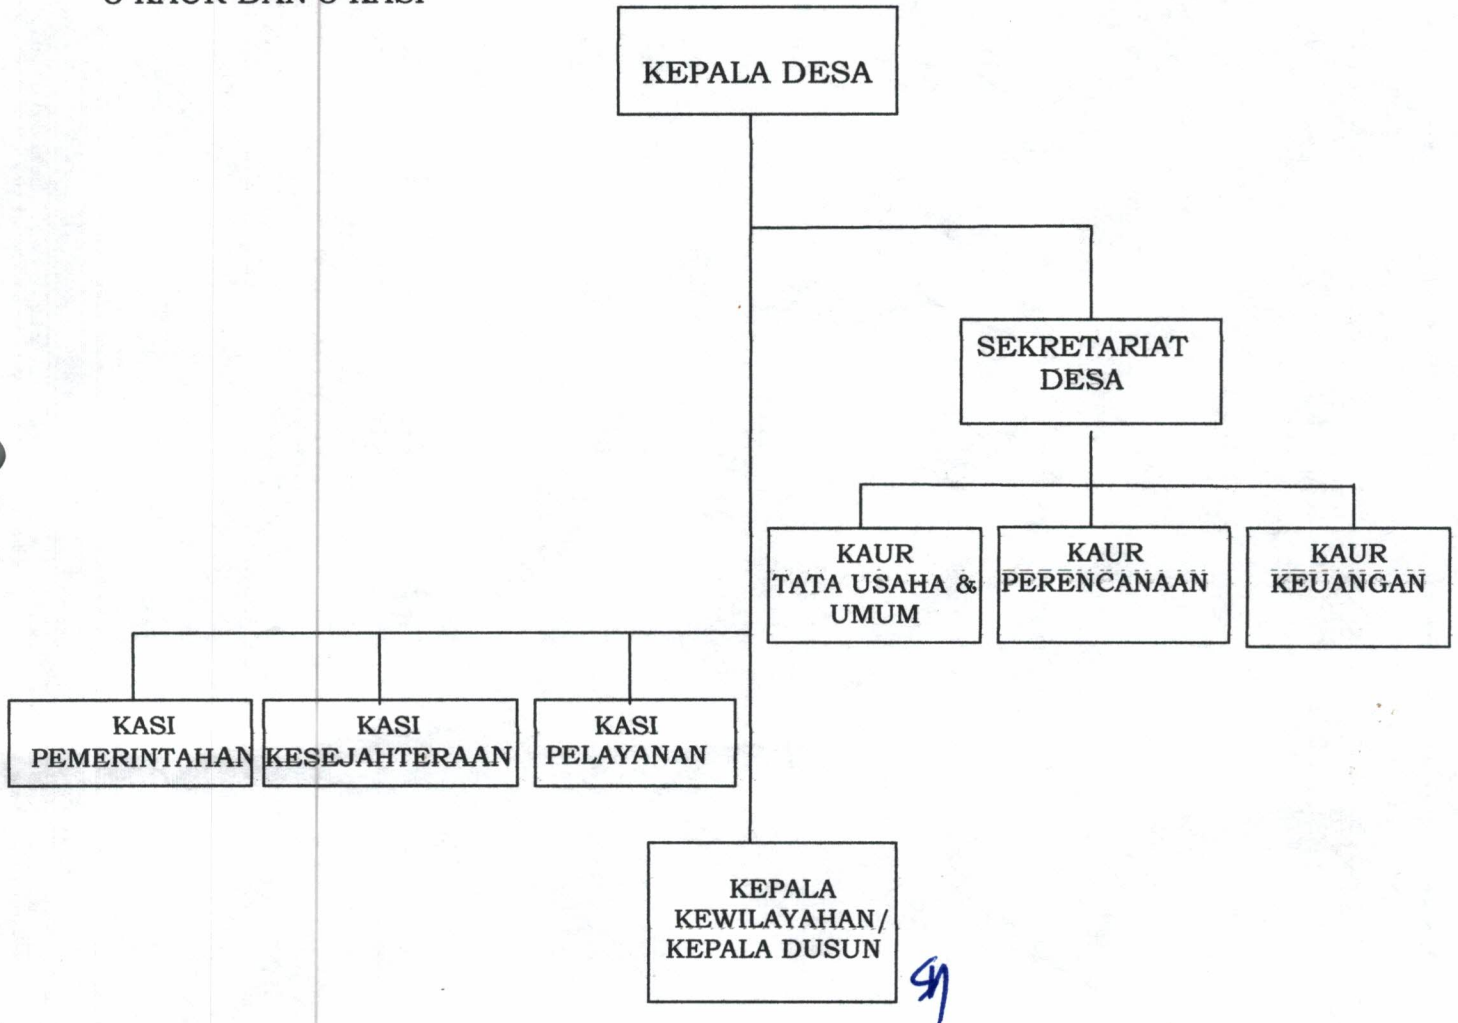 KEPALA DESA
SEKRETARIAT
DESA
KAUR
TATA USAHA &
UMUM
KAUR
PERENCANAAN
KAUR
KEUANGAN
KASI
PEMERINTAHAN
KASI
KESEJAHTERAAN
KASI
PELAYANAN
KEPALA
KEWILAYAHAN/
KEPALA DUSUN